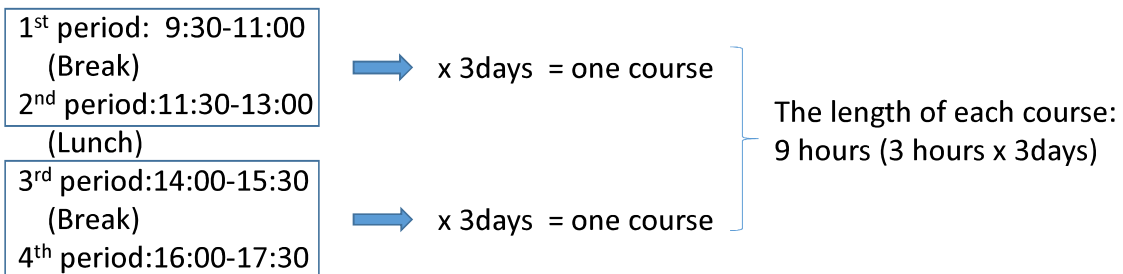 1st period: 9:30-11:00
(Break)
2nd period:11:30-13:00
(Lunch)
3rd period:14:00-15:30
(Break)
4th period:16:00-17:30
x 3days = one course
x 3days = one course
The length of each course:
9 hours (3 hours x 3days)